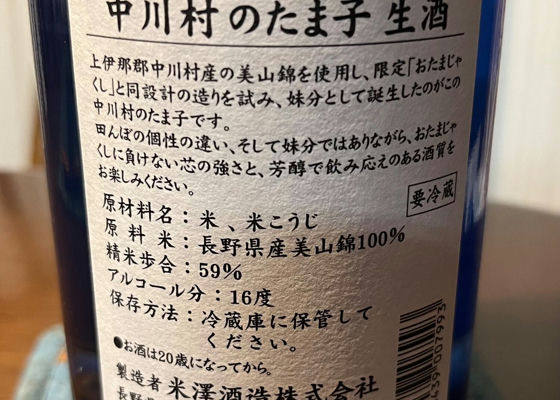 中川村のたま子 生酒
上伊那郡中川村産の美山錦を使用し、限定「おたまじゃ
くし」と同設計の造りを試み、妹分として誕生したのがこの
中川村のたま子です。
田んぼの個性の違い、そして妹分ではありながら、おたまじゃ
くしに負けない芯の強さと、芳醇で飲み応えのある酒質を
お楽しみください。
要冷蔵
原材料名：米、米こうじ
原料米：長野県産美山錦100%
精米歩合：59%
アルコール分：16度
保存方法：冷蔵庫に保管して
ください。
●お酒は20歳になってから。
製造者 米澤酒造株式会社
長野県
439 007993